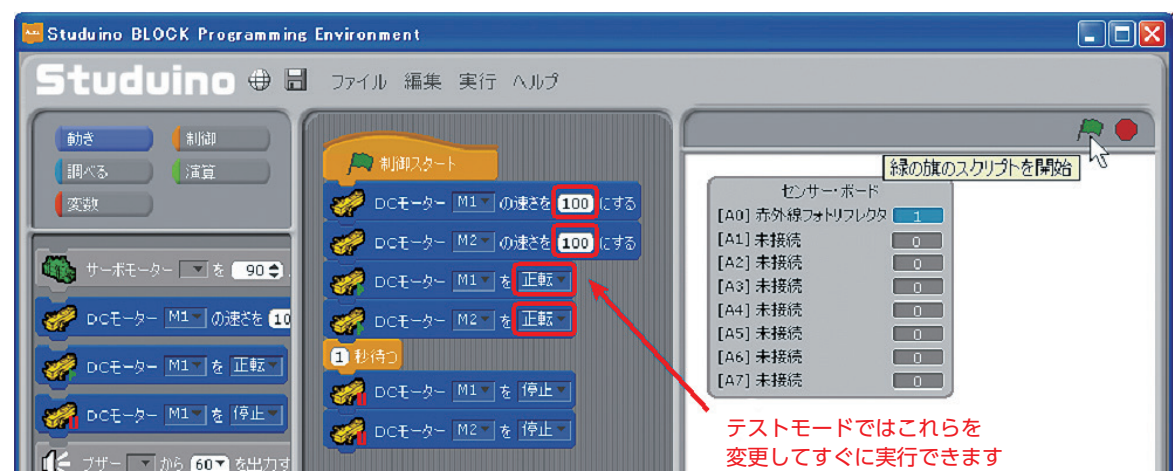 Studuino BLOCK Programming Environment
Studuino ファイル 編集 実行 ヘルプ
動き 制御
調べる 演算
変数
サーボモーター を 90
DCモーター M1 の速さを 10
DCモーター M1 を 正転
DCモーター M1 を 停止
ブザー から 60 を出力す
制御スタート
DCモーター M1 の速さを 100 にする
DCモーター M2 の速さを 100 にする
DCモーター M1 を 正転
DCモーター M2 を 正転
1 秒待つ
DCモーター M1 を 停止
DCモーター M2 を 停止
緑の旗のスクリプトを開始
センサー・ボード
[A0] 赤外線フォトリフレクタ 1
[A1] 未接続 0
[A2] 未接続 0
[A3] 未接続 0
[A4] 未接続 0
[A5] 未接続 0
[A6] 未接続 0
[A7] 未接続 0
テストモードではこれらを
変更してすぐに実行できます